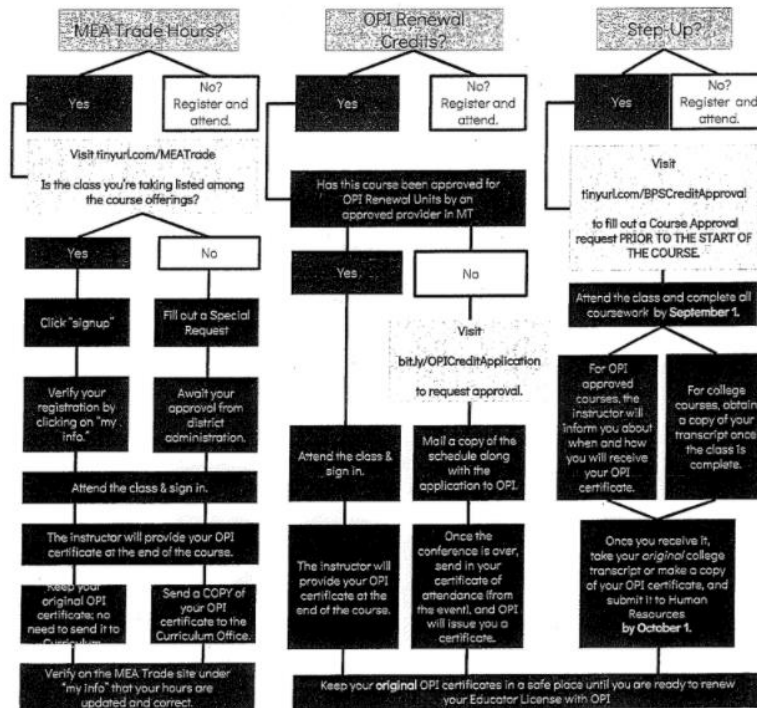 MEA Trade Hours?
Yes
No?
Register and
attend.
Visit tinyurl.com/MEATrade
Is the class you're taking listed among
the course offerings?
Yes
No
Click "signup"
Fill out a Special
Request
Verify your
registration by
clicking on "my
info."
Await your
approval from
district
administration.
Attend the class & sign in.
The instructor will provide your OPI
certificate at the end of the course.
Keep your
original OPI
certificate; no
need to send it to
Curriculum
Send a COPY of
your OPI
certificate to the
Curriculum Office.
Verify on the MEA Trade site under
"my info" that your hours are
updated and correct.
OPI Renewal
Credits?
Yes
No?
Register and
attend.
Has this course been approved for
OPI Renewal Units by an
approved provider in MT
Yes
No
Visit
bit.ly/OPICreditApplication
to request approval.
Attend the class &
sign in.
Mail a copy of the
schedule along
with the
application to OPI.
The instructor will
provide your OPI
certificate at the
end of the course.
Once the
conference is over,
send in your
certificate of
attendance (from
the event), and OPI
will issue you a
certificate.
Step-Up?
Yes
No?
Register and
attend.
Visit
tinyurl.com/BPSCreditApproval
to fill out a Course Approval
request PRIOR TO THE START OF
THE COURSE.
Attend the class and complete all
coursework by September 1.
For OPI
approved
courses, the
instructor will
inform you about
when and how
you will receive
your OPI
certificate.
For college
courses, obtain
a copy of your
transcript once
the class is
complete.
Once you receive it,
take your original college
transcript or make a copy
of your OPI certificate, and
submit it to Human
Resources
by October 1.
Keep your original OPI certificates in a safe place until you are ready to renew
your Educator License with OPI